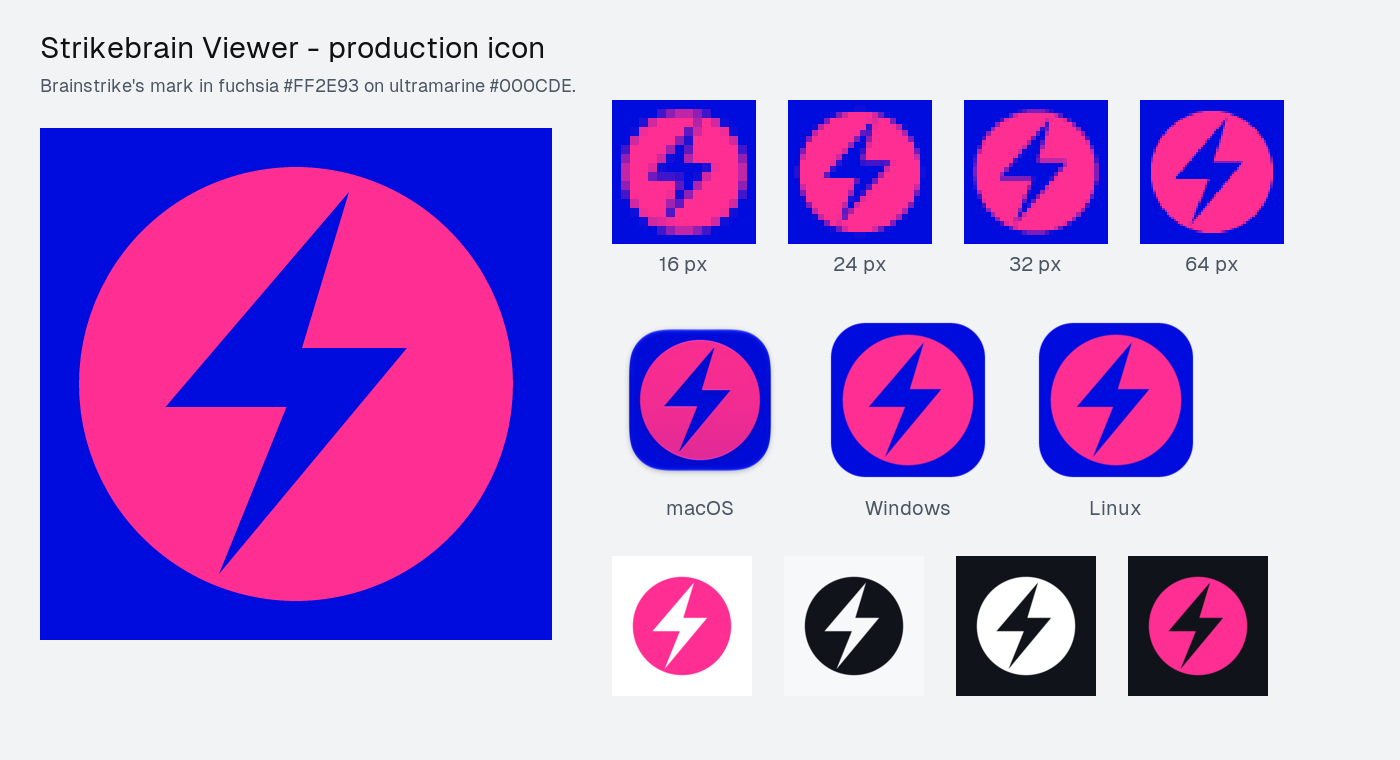 Strikebrain Viewer - production icon
Brainstrike's mark in fuchsia #FF2E93 on ultramarine #000CDE.
16 px
24 px
32 px
64 px
macOS
Windows
Linux